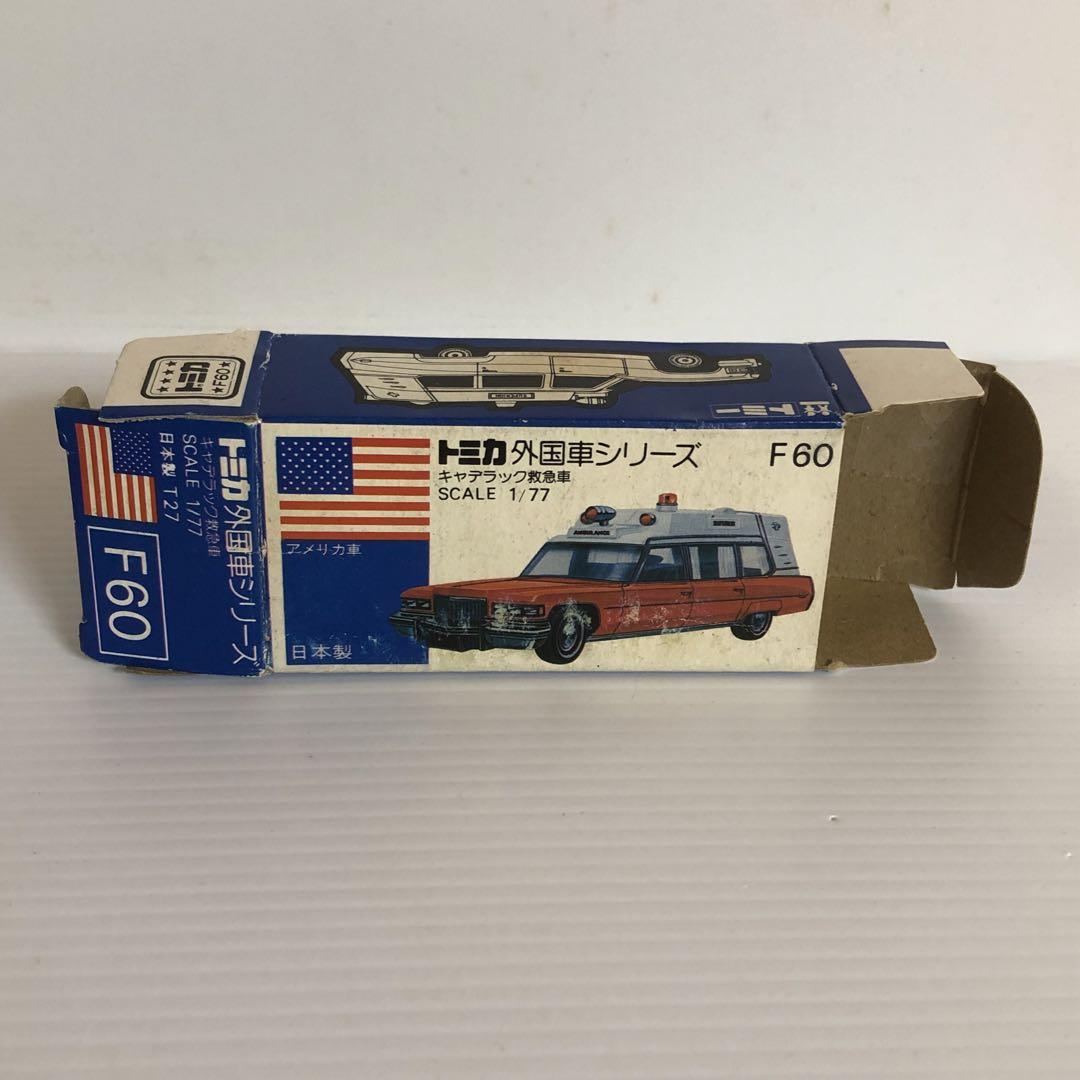 トミカ 外国車シリーズ F60
キャデラック救急車
SCALE 1/77
AMBULANCE
アメリカ車
日本製
トミカ外国車シリーズ
キャデラック救急車
SCALE 1/77
日本製 T27
F60
F60